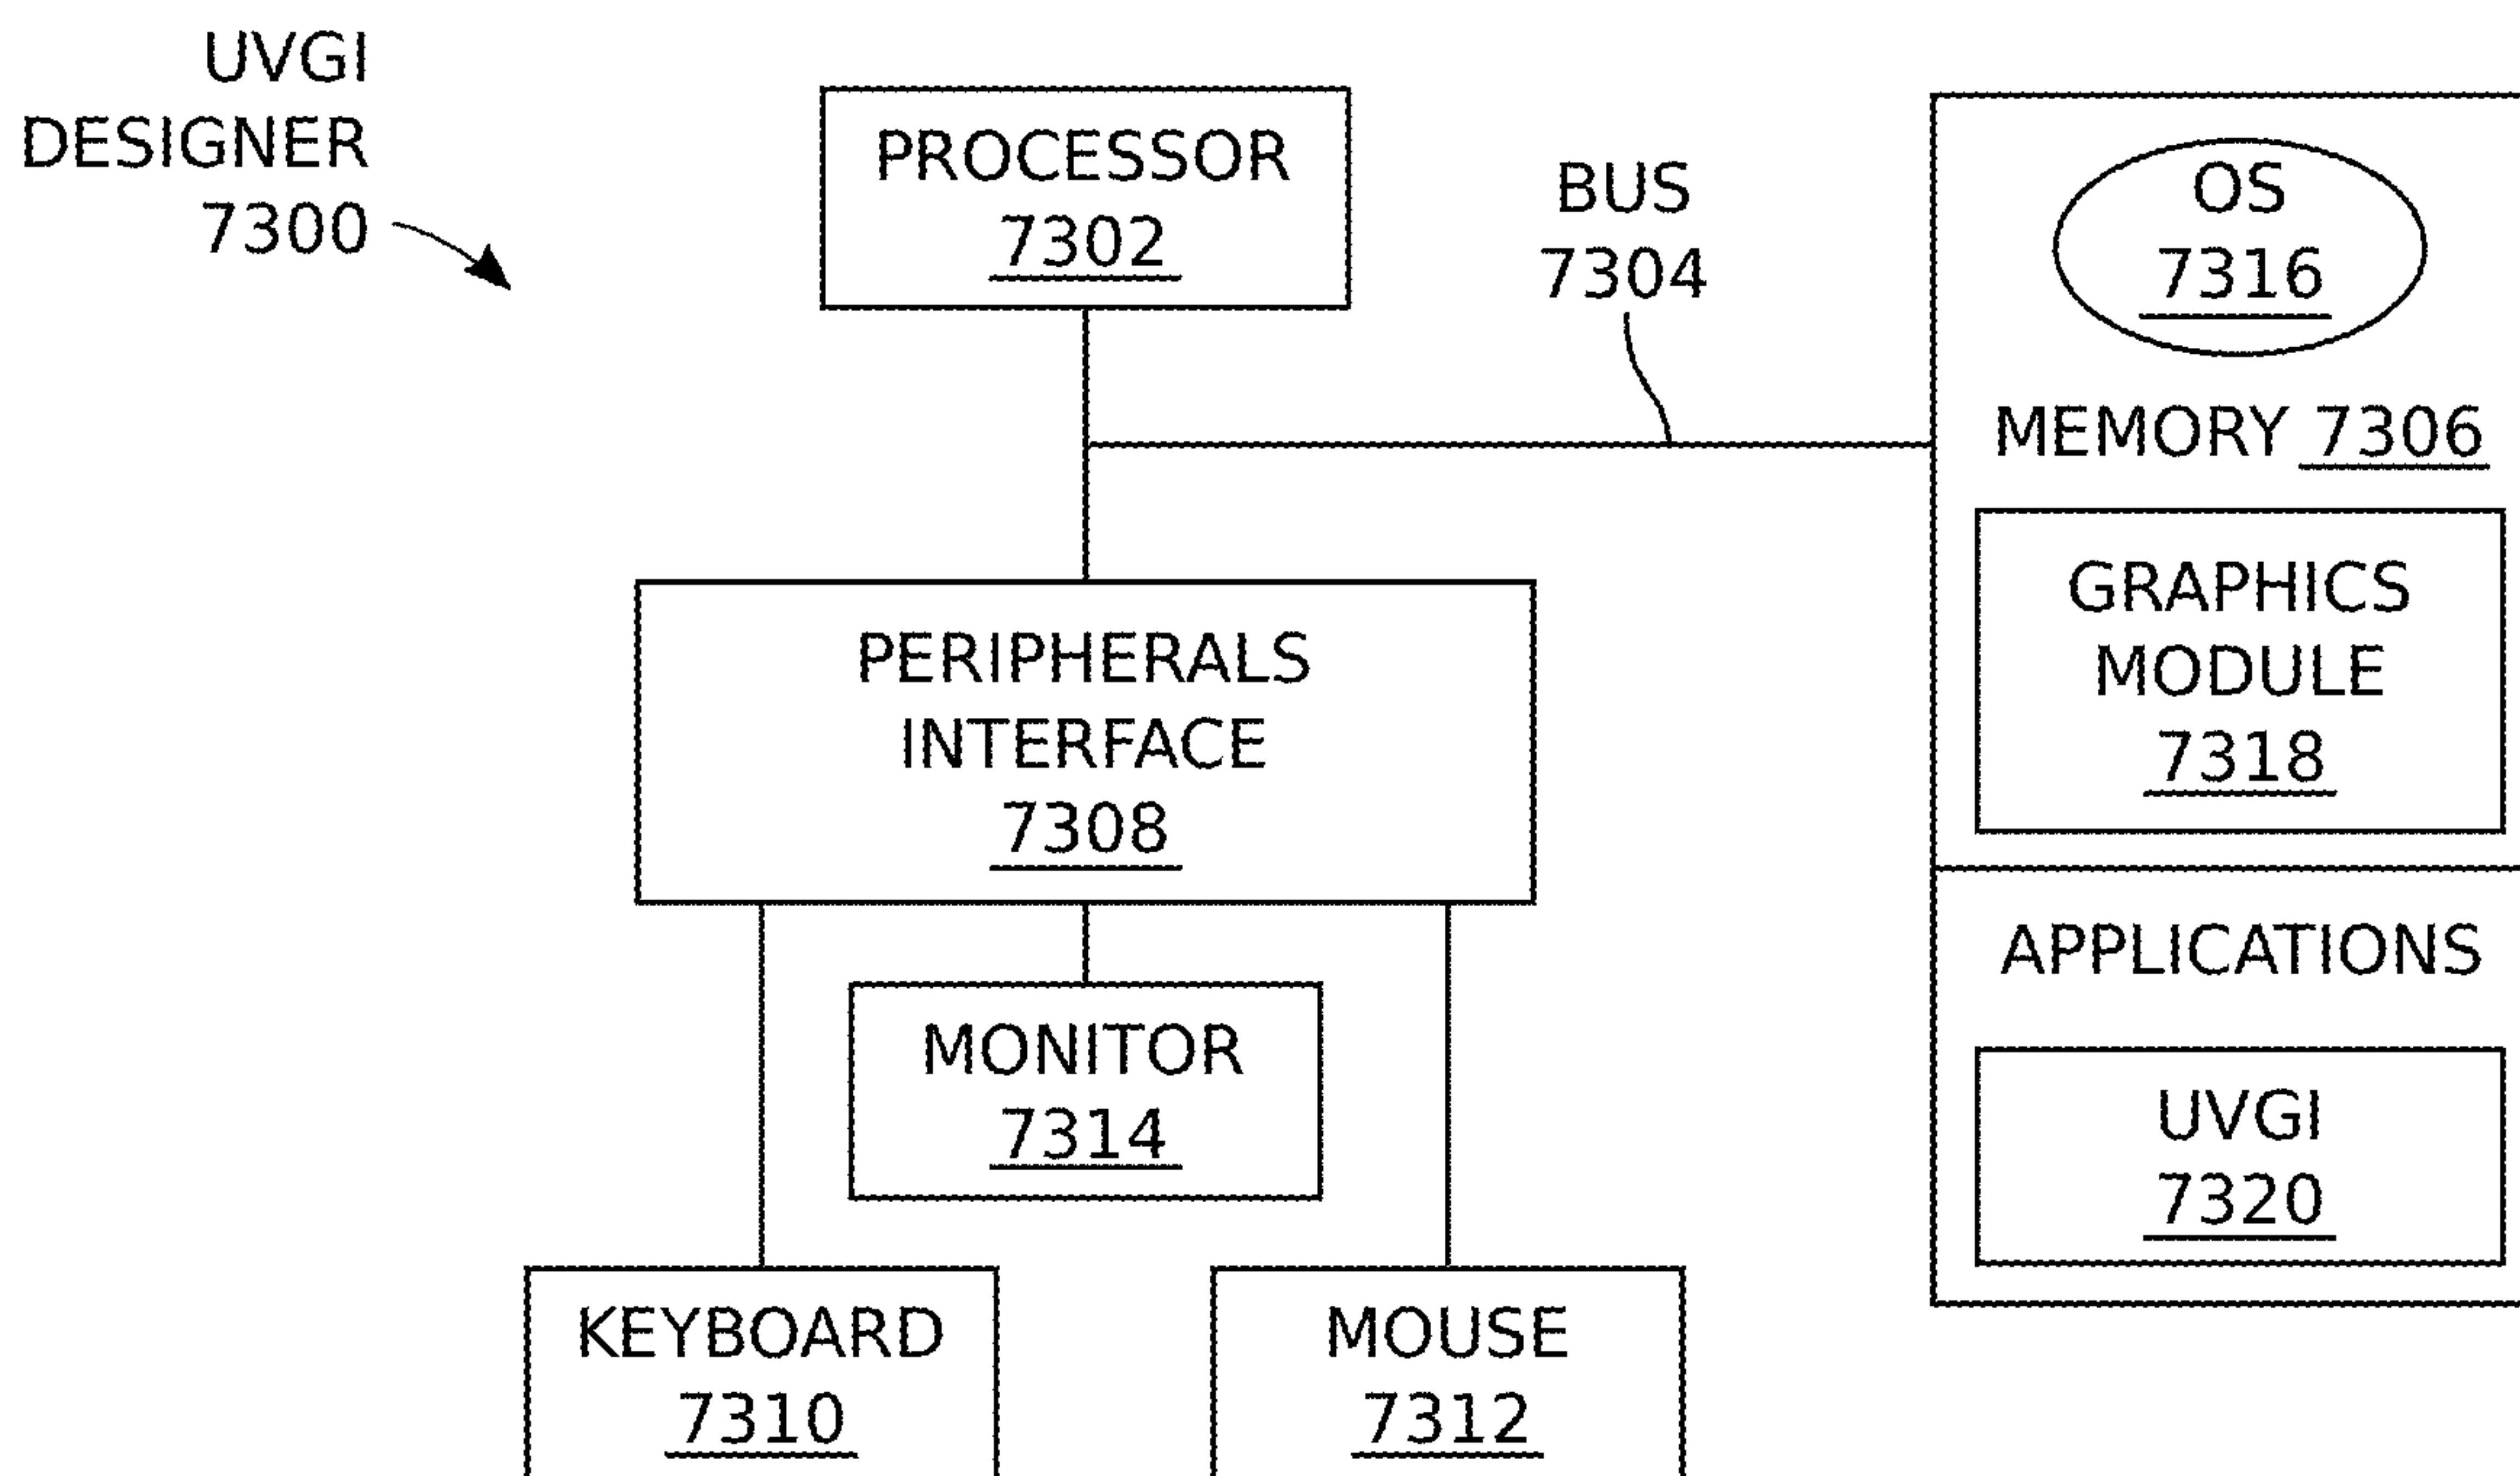 UVGI
DESIGNER
7300
PROCESSOR
7302
BUS
7304
OS
7316
MEMORY 7306
GRAPHICS
MODULE
7318
PERIPHERALS
INTERFACE
7308
APPLICATIONS
UVGI
7320
MONITOR
7314
KEYBOARD
7310
MOUSE
7312